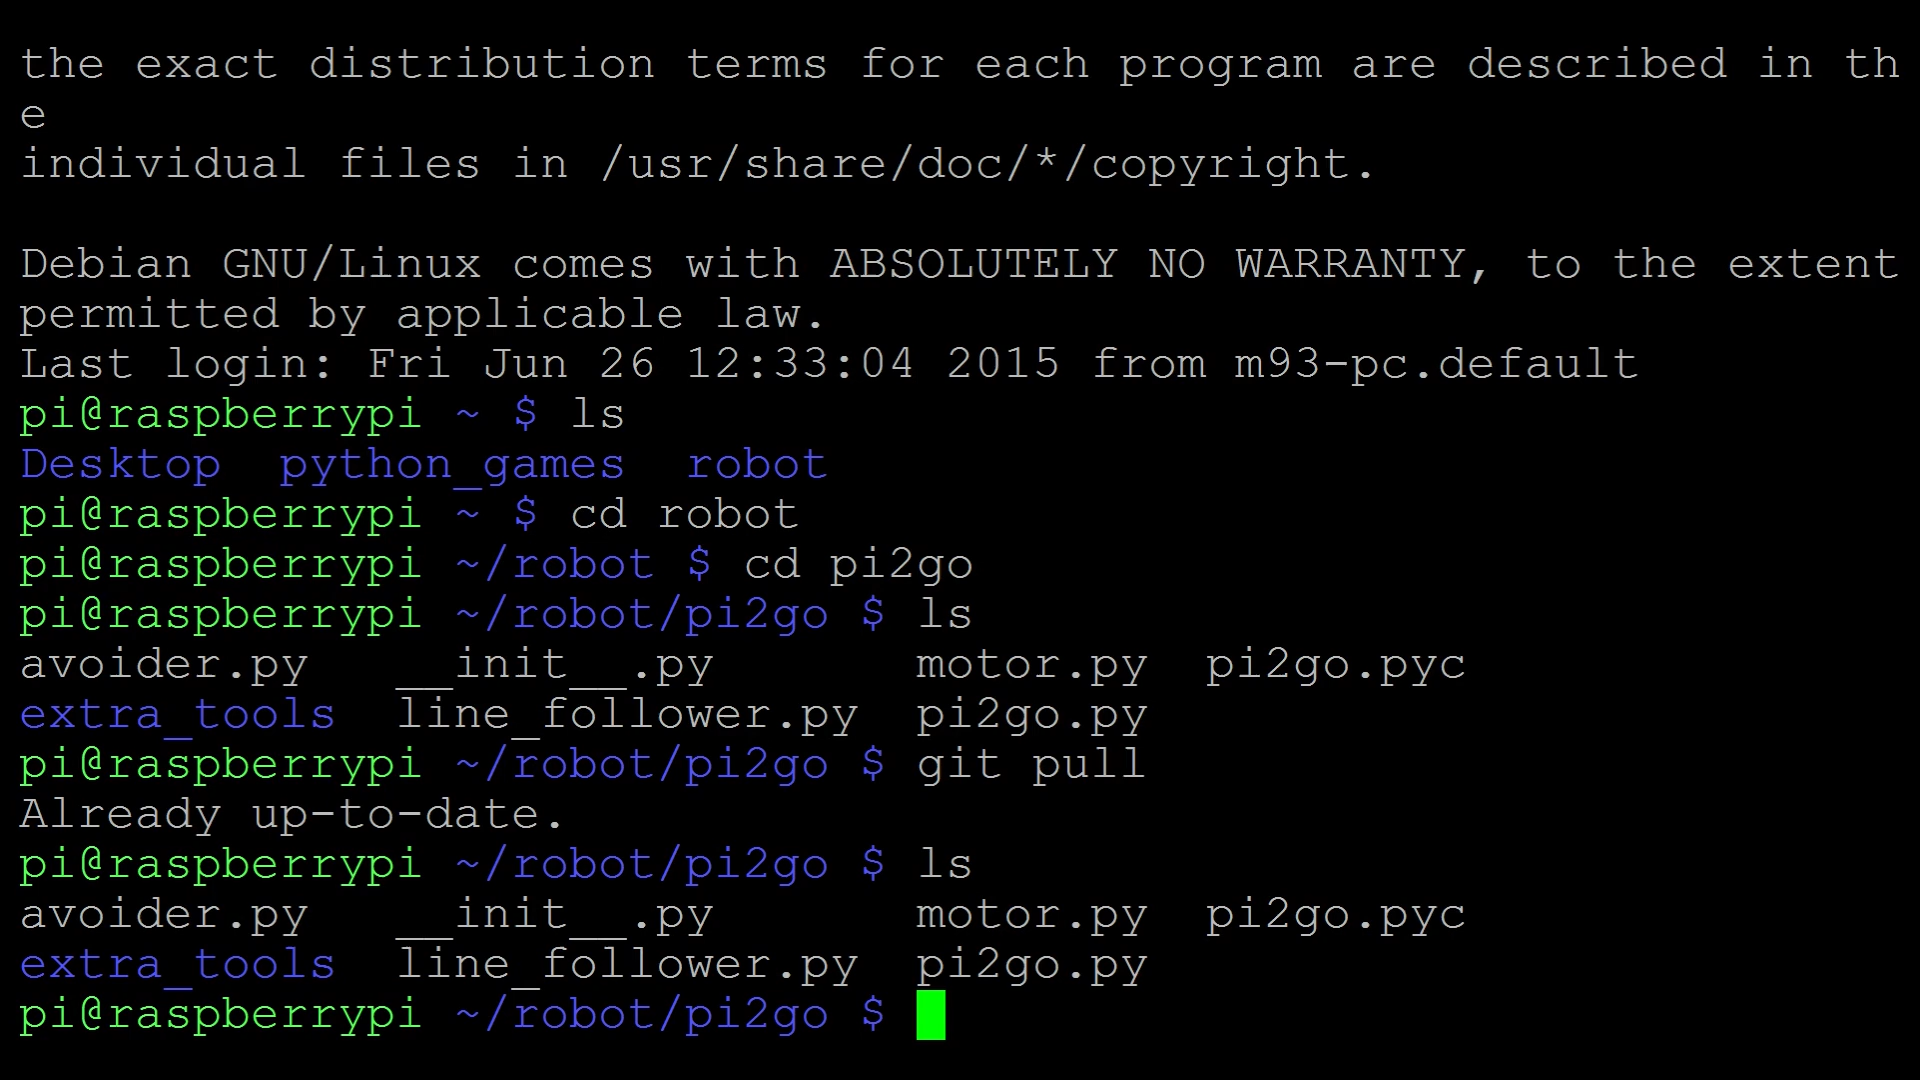 the exact distribution terms for each program are described in th
e
individual files in /usr/share/doc/*/copyright.
Debian GNU/Linux comes with ABSOLUTELY NO WARRANTY, to the extent
permitted by applicable law.
Last login: Fri Jun 26 12:33:04 2015 from m93-pc.default
pi@raspberrypi ~ $ ls
Desktop  python_games  robot
pi@raspberrypi ~ $ cd robot
pi@raspberrypi ~/robot $ cd pi2go
pi@raspberrypi ~/robot/pi2go $ ls
avoider.py   __init__.py       motor.py  pi2go.pyc
extra_tools  line_follower.py  pi2go.py
pi@raspberrypi ~/robot/pi2go $ git pull
Already up-to-date.
pi@raspberrypi ~/robot/pi2go $ ls
avoider.py   __init__.py       motor.py  pi2go.pyc
extra_tools  line_follower.py  pi2go.py
pi@raspberrypi ~/robot/pi2go $